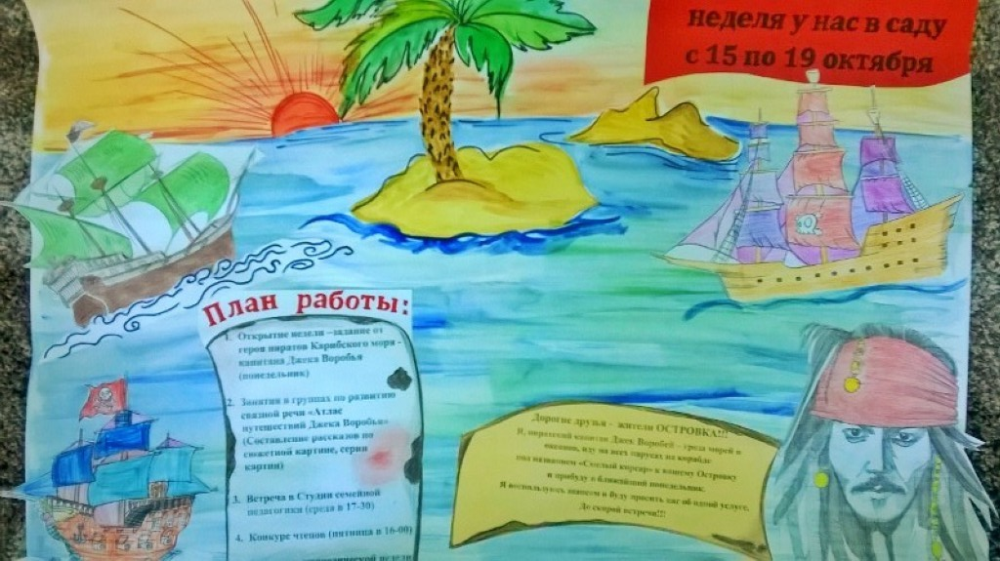 неделя у нас в саду
с 15 по 19 октября
План работы:
1. Открытие недели –задание от
героя пиратов Карибского моря -
капитана Джека Воробья
(понедельник)
2. Занятия в группах по развитию
связной речи «Атлас
путешествий Джека Воробья»
(Составление рассказов по
сюжетной картине, серии
картин)
3. Встреча в Студии семейной
педагогики (среда в 17-30)
4. Конкурс чтецов (пятница в 16-00)
недели
Дорогие друзья - жители ОСТРОВКА!!!
Я, пиратский капитан Джек Воробей – гроза морей и
океанов, иду на всех парусах на корабле
под названием «Смелый корсар» к вашему Островку
и прибуду в ближайший понедельник.
Я воспользуюсь шансом и буду просить вас об одной услуге.
До скорой встречи!!!